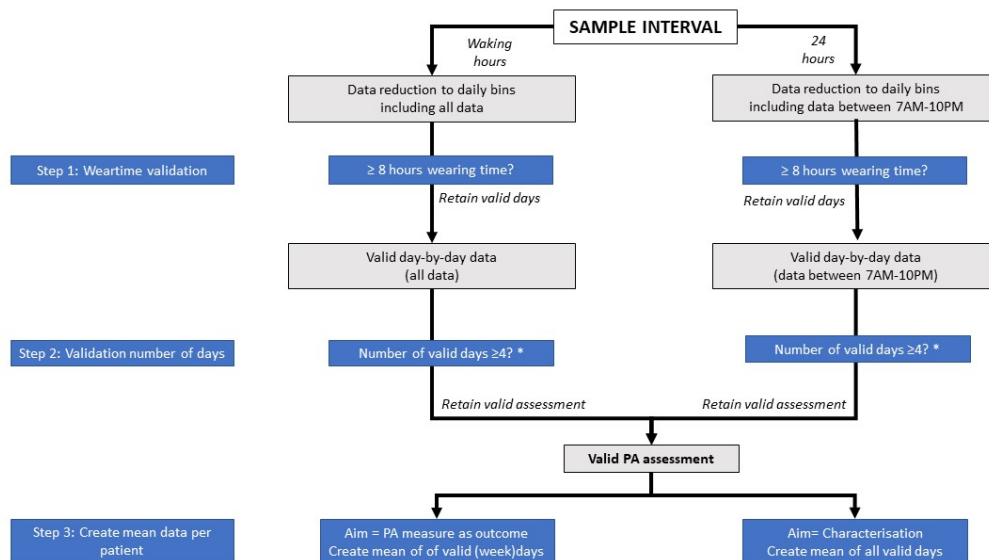 SAMPLE INTERVAL
Waking
hours
24
hours
Data reduction to daily bins
including all data
Data reduction to daily bins
including data between 7AM-10PM
Step 1: Weartime validation
≥ 8 hours wearing time?
≥ 8 hours wearing time?
Retain valid days
Retain valid days
Valid day-by-day data
(all data)
Valid day-by-day data
(data between 7AM-10PM)
Step 2: Validation number of days
Number of valid days ≥4? *
Number of valid days ≥4? *
Retain valid assessment
Retain valid assessment
Valid PA assessment
Step 3: Create mean data per
patient
Aim = PA measure as outcome
Create mean of of valid (week)days
Aim= Characterisation
Create mean of all valid days